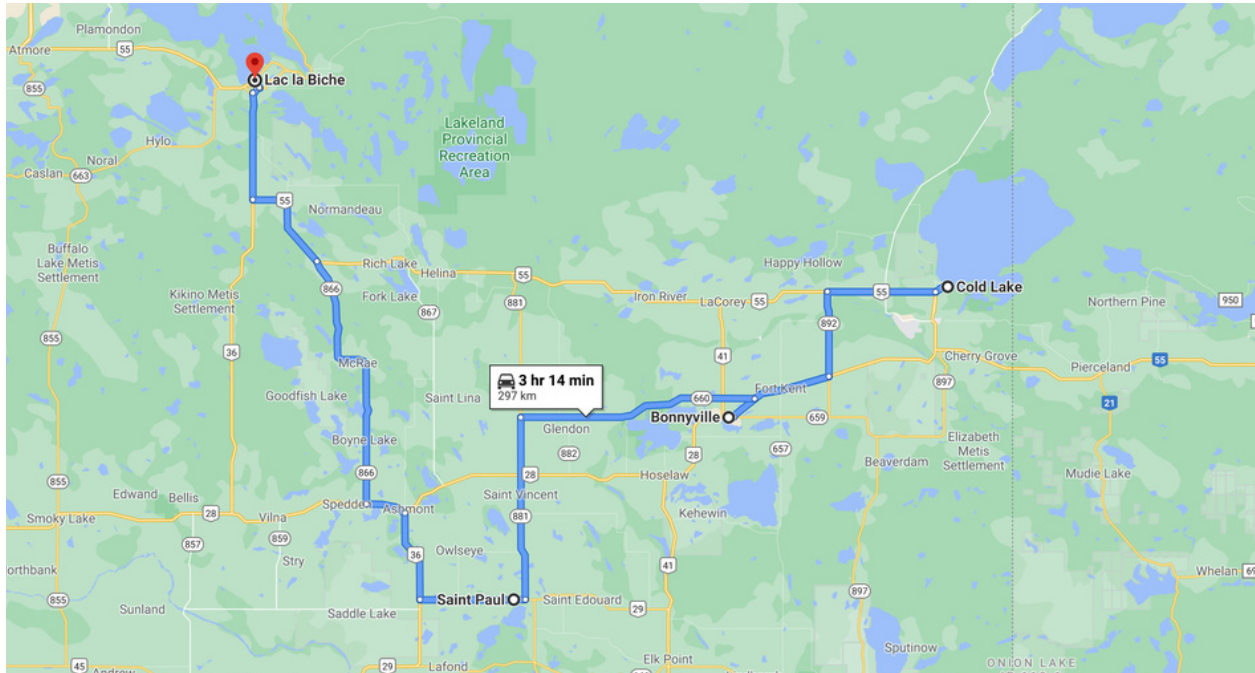 Plamondon
Atmore
55
855
Lac la Biche
Lakeland
Provincial
Recreation
Area
Hylo
Noral
Caslan
663
55
Normandeau
Buffalo
Lake Metis
Settlement
Rich Lake
Helina
55
Happy Hollow
866
Fork Lake
867
881
Iron River
LaCorey
55
55
Cold Lake
Kikino Metis
Settlement
Northern Pine
950
892
855
36
McRae
41
Cherry Grove
Pierceland
55
3 hr 14 min
297 km
Goodfish Lake
Saint Lina
Fort Kent
897
21
660
Bonnyville
659
Glendon
882
Boyne Lake
28
657
Elizabeth
Metis
Settlement
866
28
Hoselaw
Beaverdam
Mudie Lake
855
Edwand
Bellis
Spedden
Ashmont
Saint Vincent
Smoky Lake
28
Vilna
881
Kehewin
857
859
Stry
36
Owlseye
41
Whelan
69
orthbank
855
Sunland
Saddle Lake
Saint Paul
Saint Edouard
29
897
45
Andrew
29
Lafond
Elk Point
Sputinow
ONION LAKE